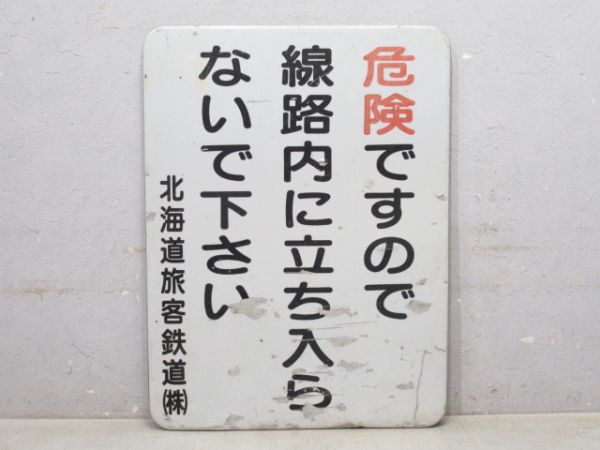 危険ですので
線路内に立ち入ら
ないで下さい
北海道旅客鉄道㈱